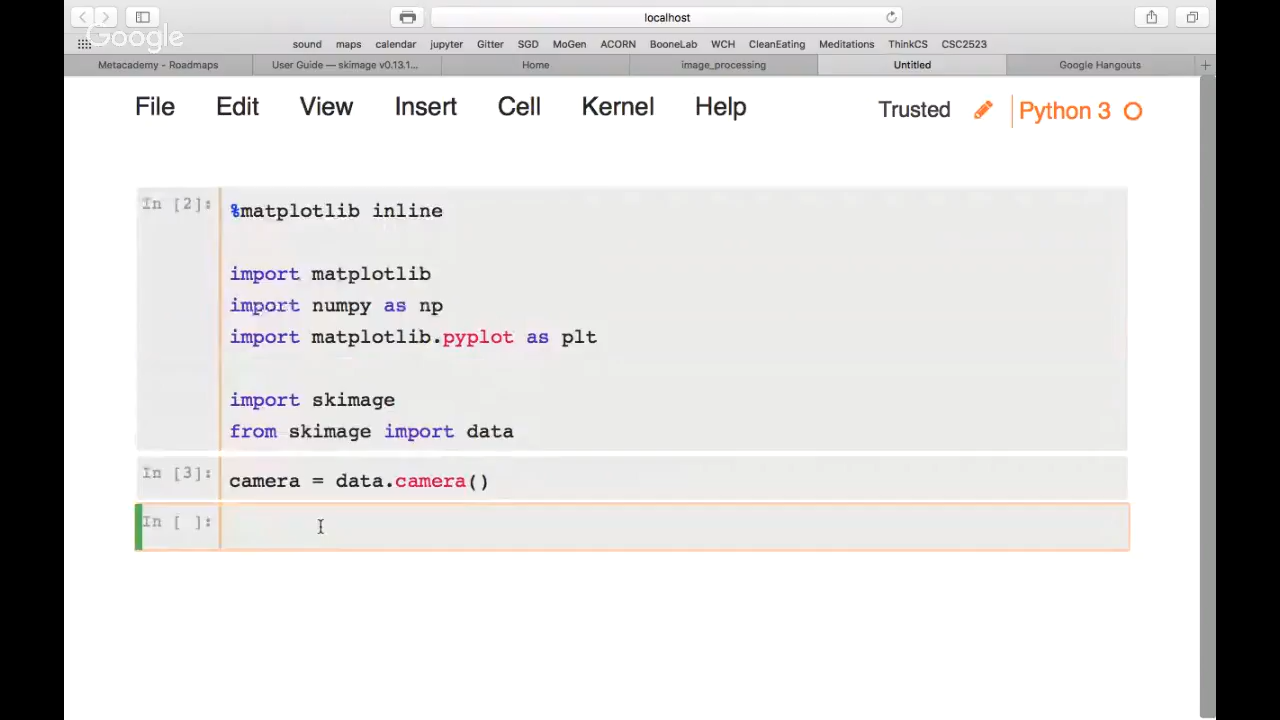 localhost
Google
sound maps calendar jupyter Gitter SGD MoGen ACORN BooneLab WCH CleanEating Meditations ThinkCS CSC2523
Metacademy - Roadmaps User Guide — skimage v0.13.1... Home image_processing Untitled Google Hangouts +
File Edit View Insert Cell Kernel Help Trusted Python 3
In [2]: %matplotlib inline
import matplotlib
import numpy as np
import matplotlib.pyplot as plt
import skimage
from skimage import data
In [3]: camera = data.camera()
In [ ]: